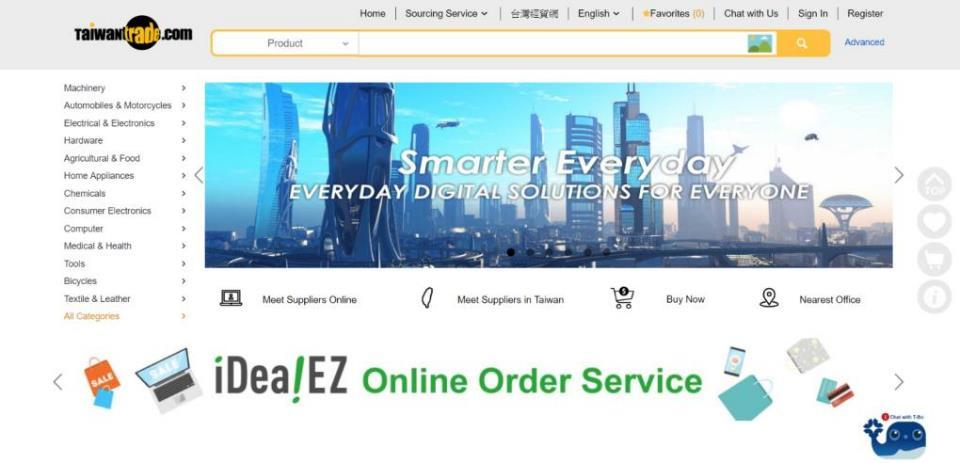 Taiwantrade.com
Home
Sourcing Service
台灣經貿網
English
Favorites (0)
Chat with Us
Sign In
Register
Product
Advanced
Machinery
Automobiles & Motorcycles
Electrical & Electronics
Hardware
Agricultural & Food
Home Appliances
Chemicals
Consumer Electronics
Computer
Medical & Health
Tools
Bicycles
Textile & Leather
All Categories
Smarter Everyday
EVERYDAY DIGITAL SOLUTIONS FOR EVERYONE
TOP
Meet Suppliers Online
Meet Suppliers in Taiwan
Buy Now
Nearest Office
SALE
SALE
iDea!EZ Online Order Service
Chat with T-Bo